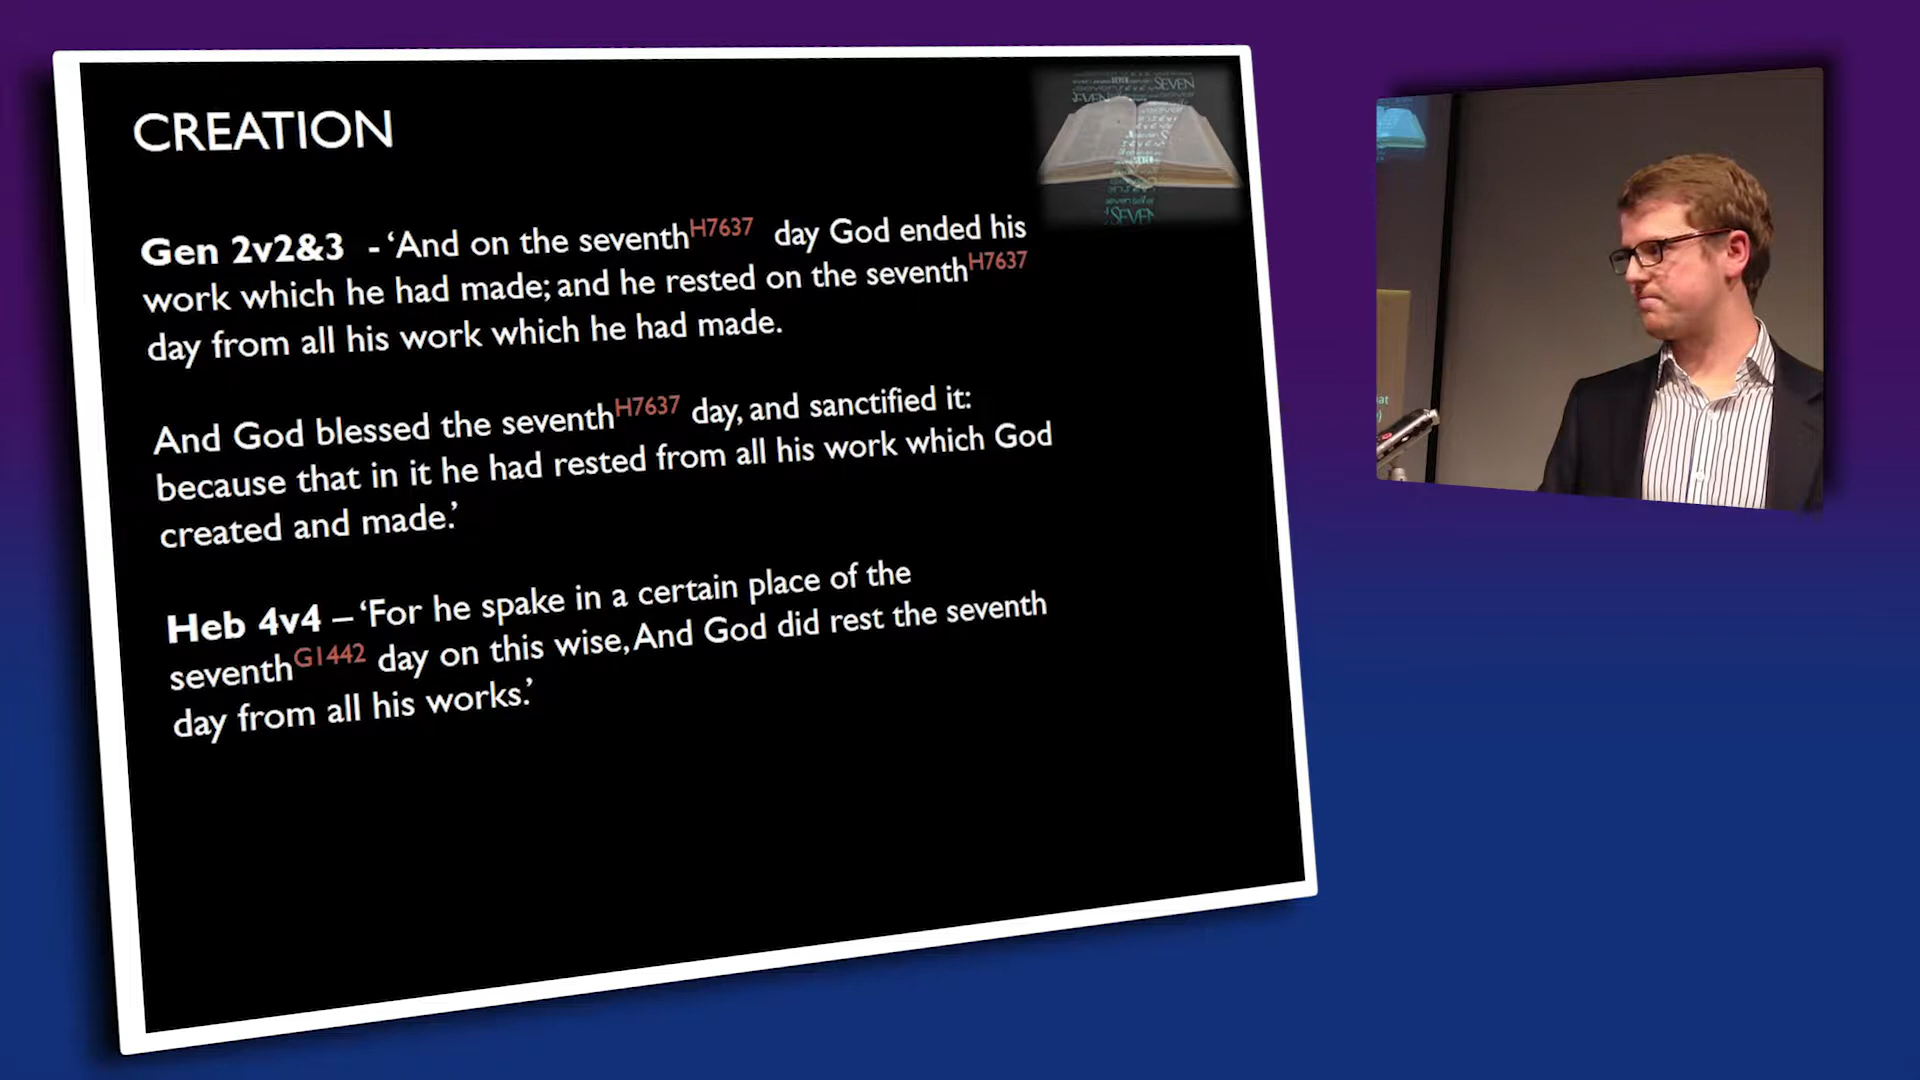 CREATION
SEVEN
SEVEN
Gen 2v2&3 - ‘And on the seventhH7637 day God ended his
work which he had made; and he rested on the seventhH7637
day from all his work which he had made.
And God blessed the seventhH7637 day, and sanctified it:
because that in it he had rested from all his work which God
created and made.’
Heb 4v4 – ‘For he spake in a certain place of the
seventhG1442 day on this wise, And God did rest the seventh
day from all his works.’